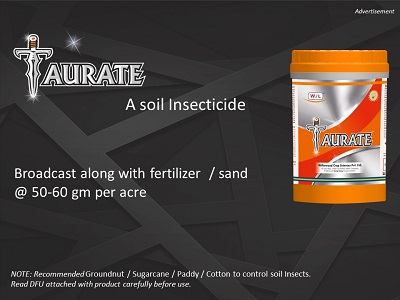 Advertisement
TAURATE
A soil Insecticide
W.I.L
TAURATE
Broadcast along with fertilizer / sand
@ 50-60 gm per acre
NOTE: Recommended Groundnut / Sugarcane / Paddy / Cotton to control soil Insects.
Read DFU attached with product carefully before use.